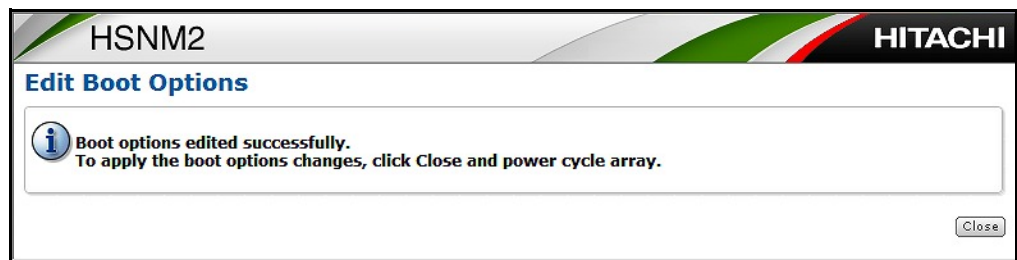 HSNM2
HITACHI
Edit Boot Options
Boot options edited successfully.
To apply the boot options changes, click Close and power cycle array.
Close